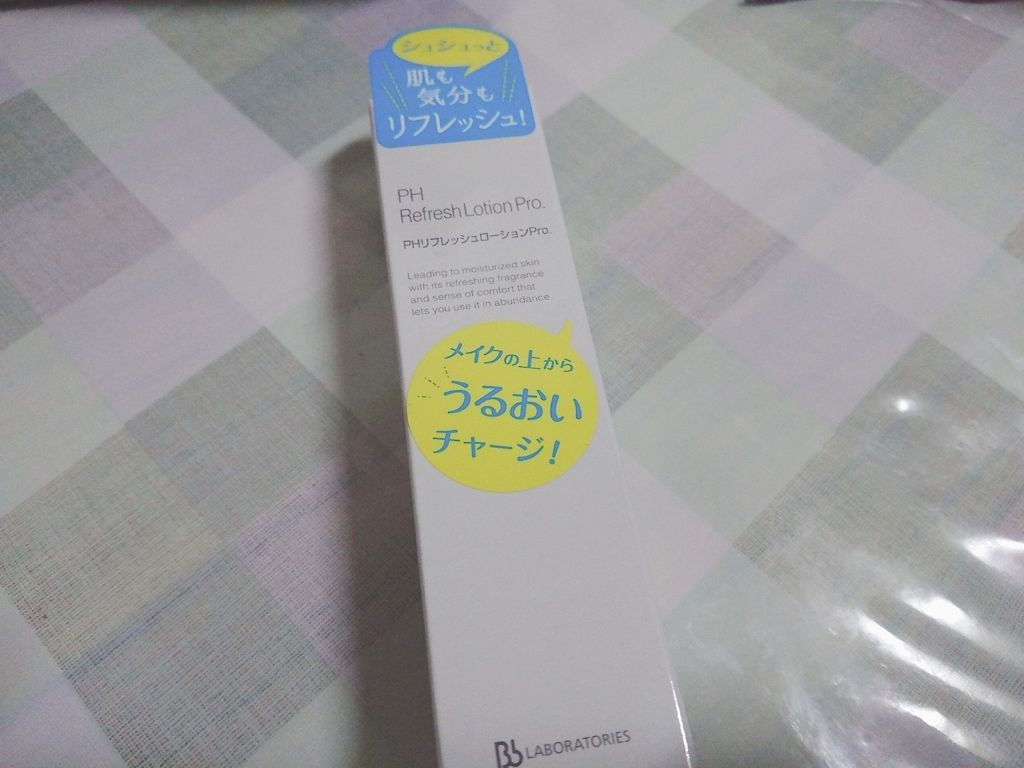 シュシュっと
肌も
気分も
リフレッシュ!
PH
Refresh Lotion Pro.
PHリフレッシュローションPro.
Leading to moisturized skin
with its refreshing fragrance
and sense of comfort that
lets you use it in abundance
メイクの上から
うるおい
チャージ!
Bb LABORATORIES